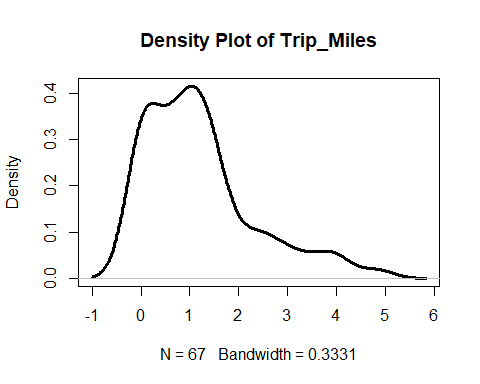 Density Plot of Trip_Miles
Density
0.4
0.3
0.2
0.1
0.0
-1 0 1 2 3 4 5 6
N = 67 Bandwidth = 0.3331